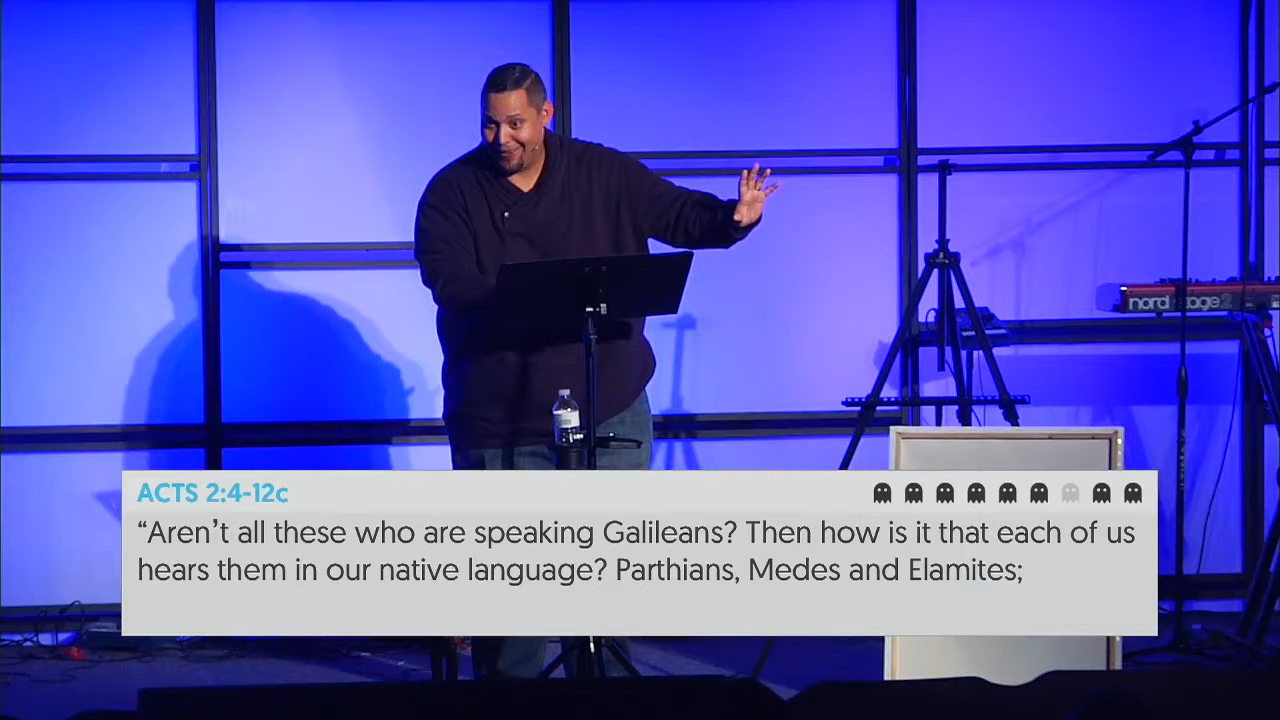 nord stage 2
ACTS 2:4-12c
“Aren’t all these who are speaking Galileans? Then how is it that each of us
hears them in our native language? Parthians, Medes and Elamites;